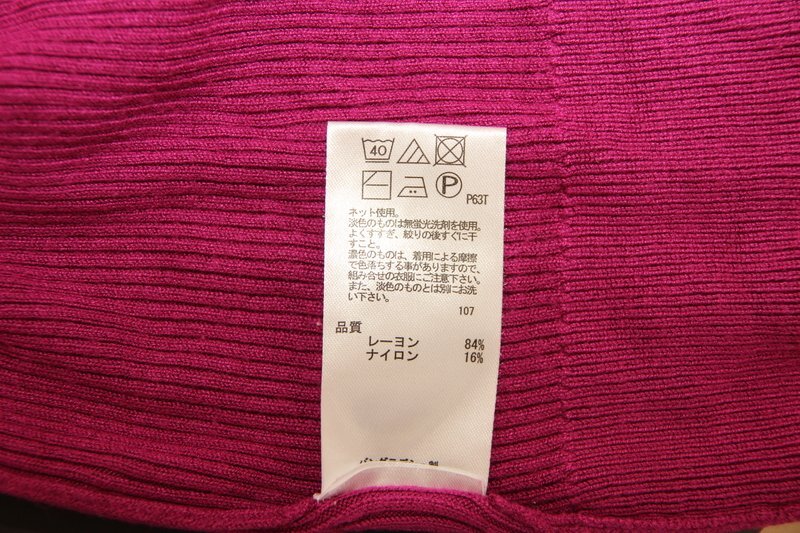 40
P
P63T
ネット使用。
淡色のものは無蛍光洗剤を使用。
よくすすぎ、絞りの後すぐに干
すこと。
濃色のものは、着用による摩擦
で色落ちする事がありますので、
組み合せの衣服にご注意下さい。
また、淡色のものとは別にお洗
い下さい。
107
品質
レーヨン 84%
ナイロン 16%